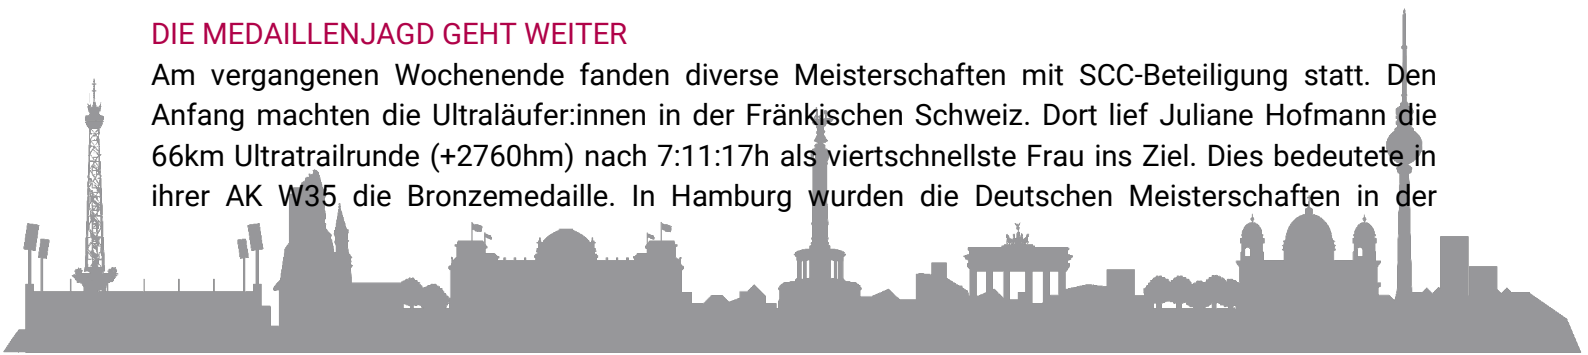 DIE MEDAILLENJAGD GEHT WEITER
Am vergangenen Wochenende fanden diverse Meisterschaften mit SCC-Beteiligung statt. Den
Anfang machten die Ultraläufer:innen in der Fränkischen Schweiz. Dort lief Juliane Hofmann die
66km Ultratrailrunde (+2760hm) nach 7:11:17h als viertschnellste Frau ins Ziel. Dies bedeutete in
ihrer AK W35 die Bronzemedaille. In Hamburg wurden die Deutschen Meisterschaften in der